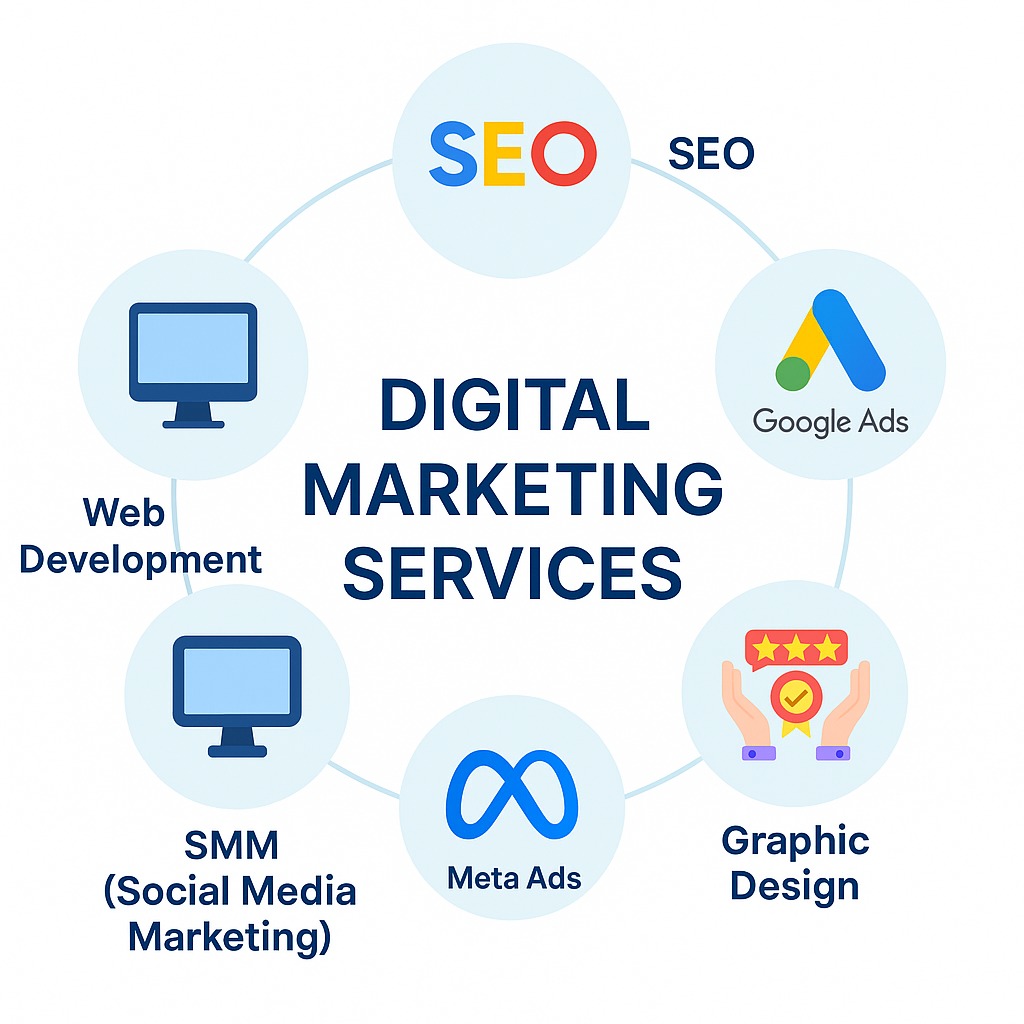 SEO
SEO
Google Ads
DIGITAL
MARKETING
SERVICES
Web
Development
Graphic
Design
Meta Ads
SMM
(Social Media
Marketing)